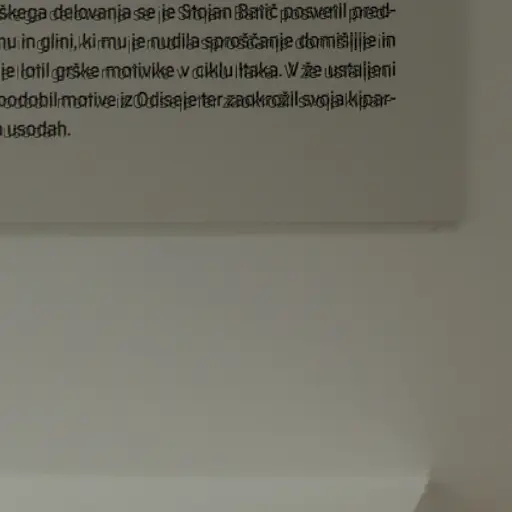 škega delovanja se je Stojan Batič posvetil pred-
nu in glini, ki mu je nudila sproščanje domišljije in
je lotil grške motivike v ciklu Itaka. V že ustaljeni
podobil motive iz Odiseje ter zaokrožil svoja kipar-
usodah.